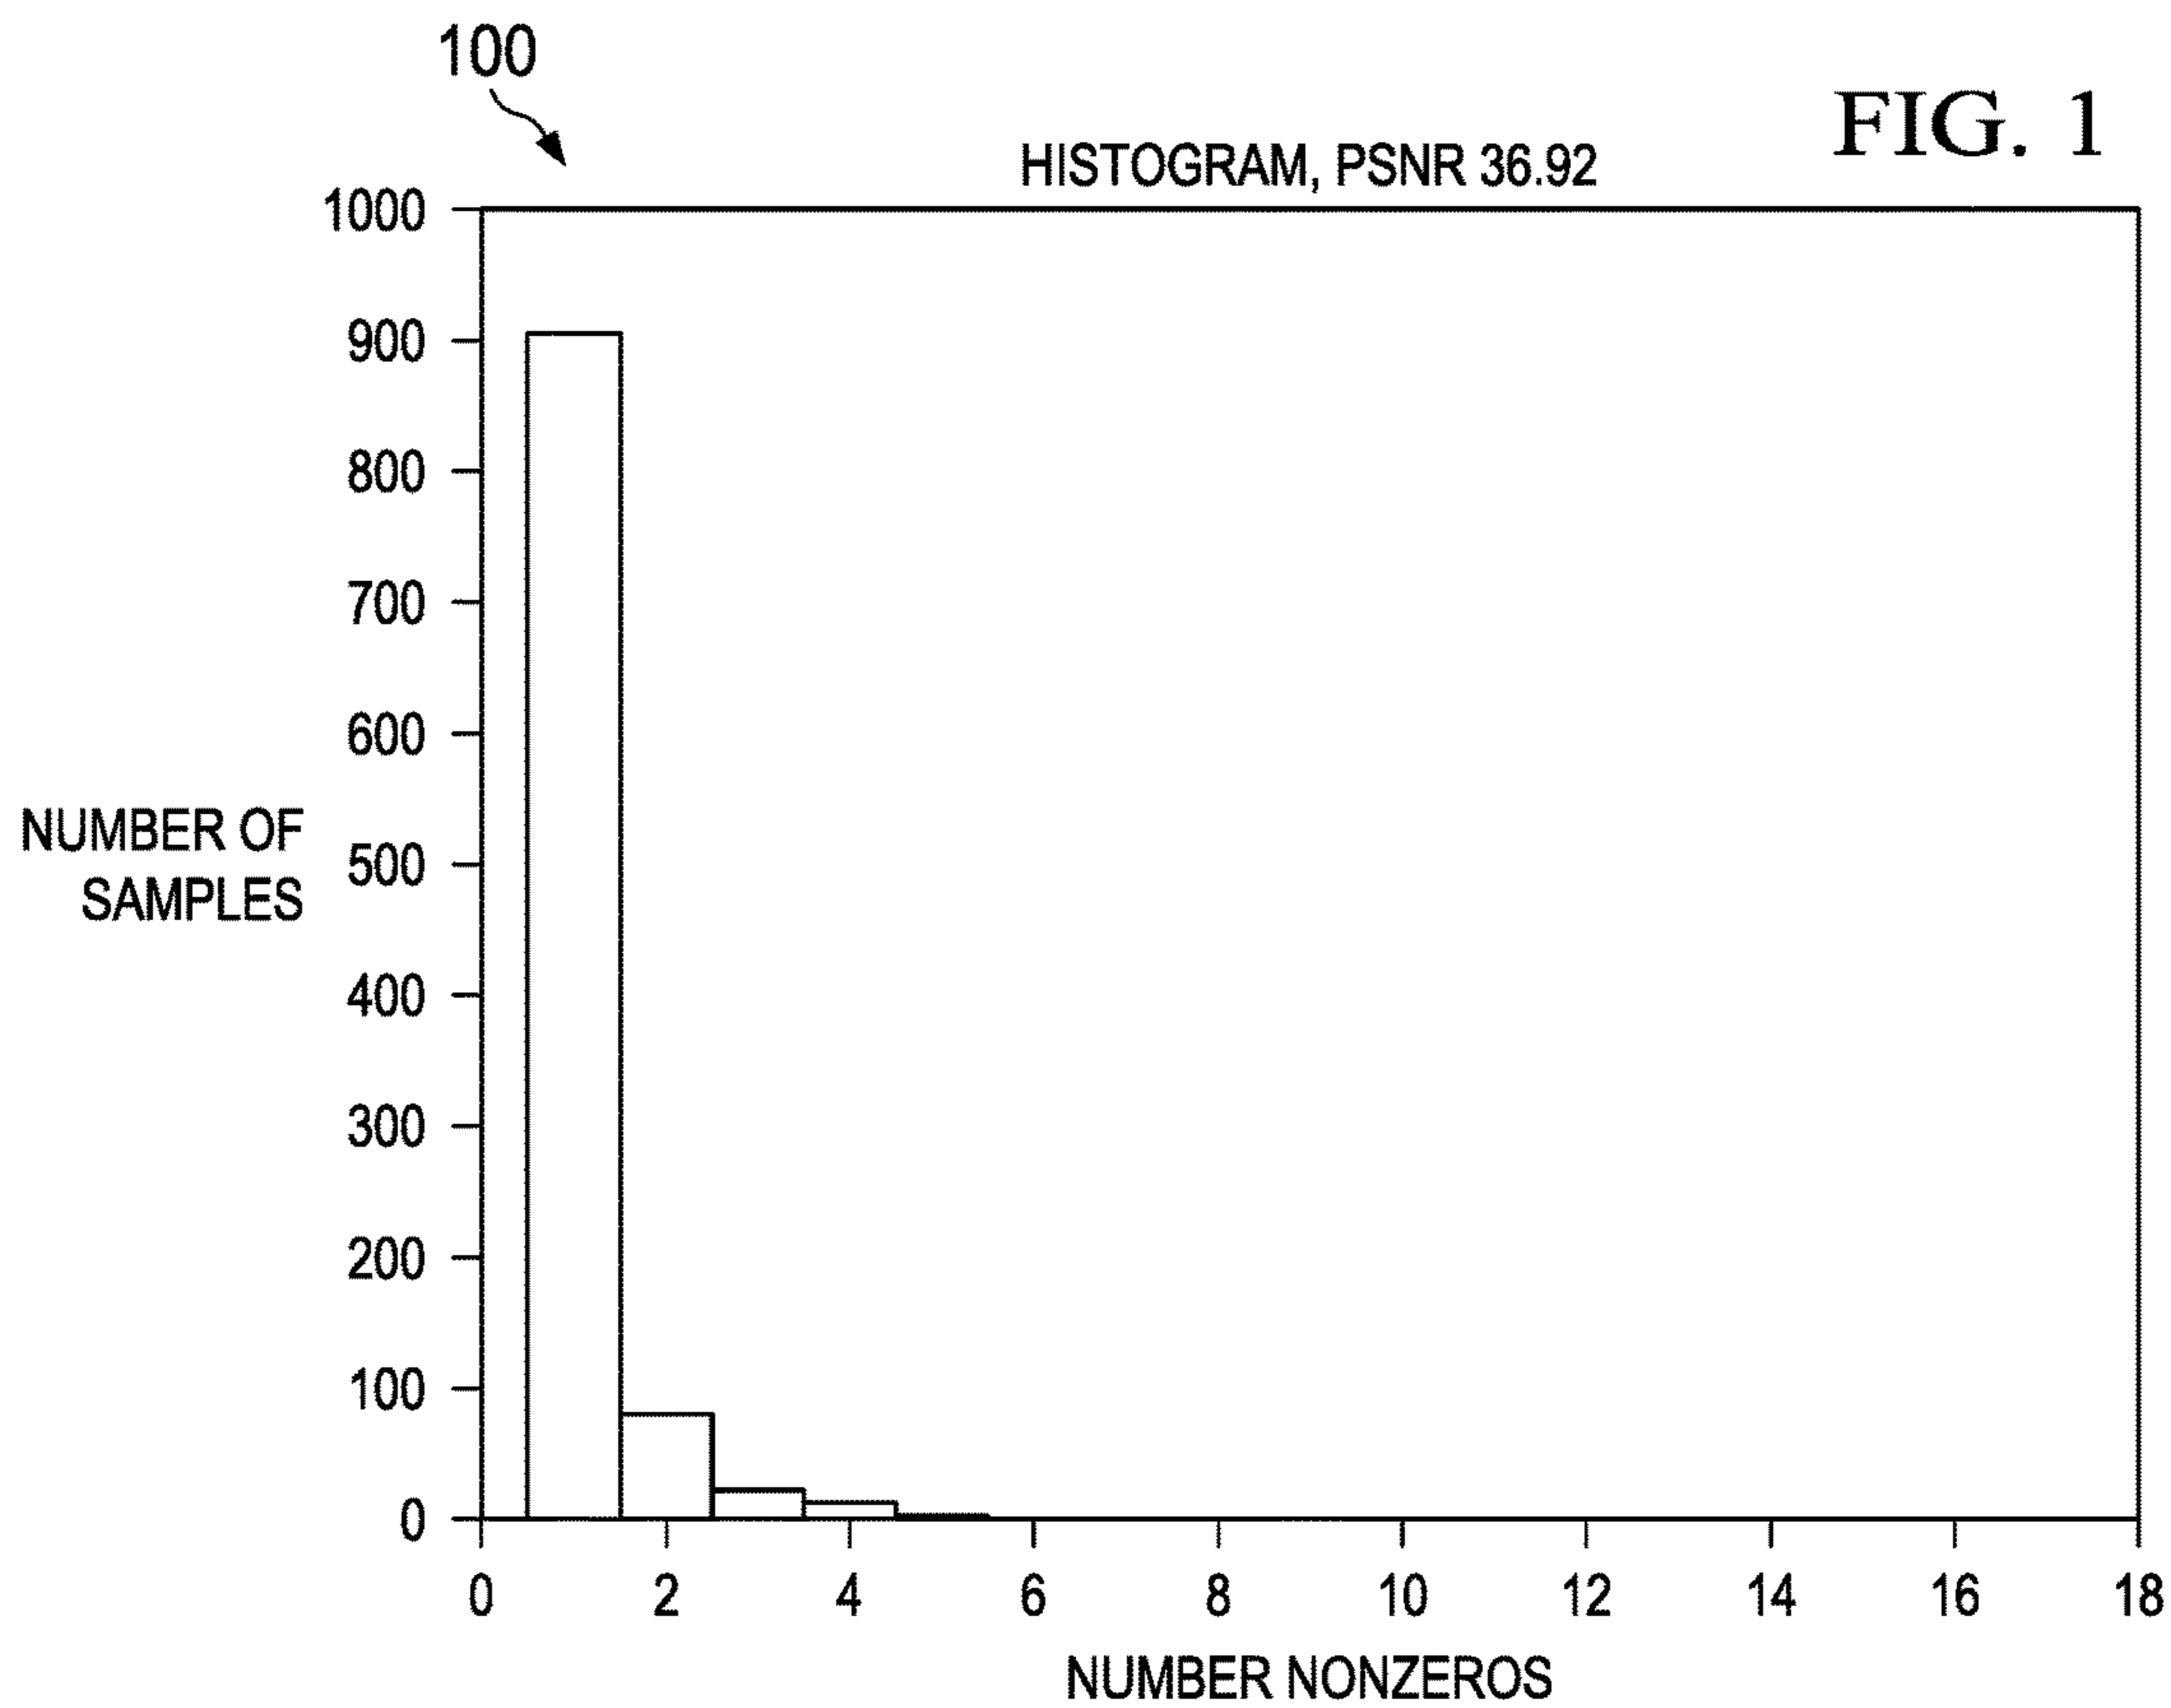 100
FIG. 1
HISTOGRAM, PSNR 36.92
1000
900
800
700
600
500
400
300
200
100
0
NUMBER OF
SAMPLES
0 2 4 6 8 10 12 14 16 18
NUMBER NONZEROS